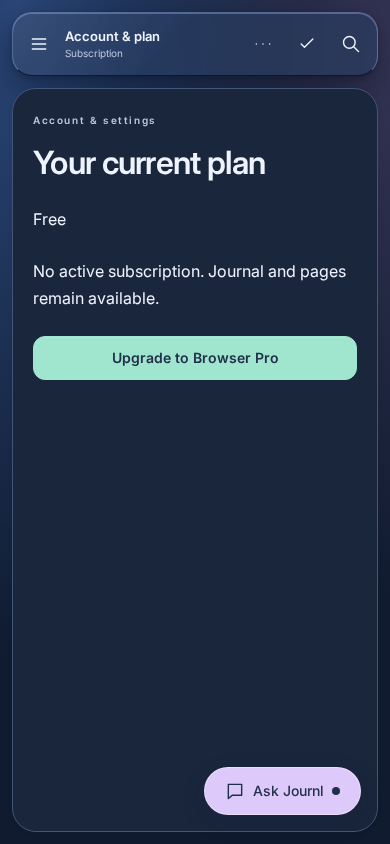 Account & plan
Subscription
Account & settings
Your current plan
Free
No active subscription. Journal and pages
remain available.
Upgrade to Browser Pro
Ask Journl